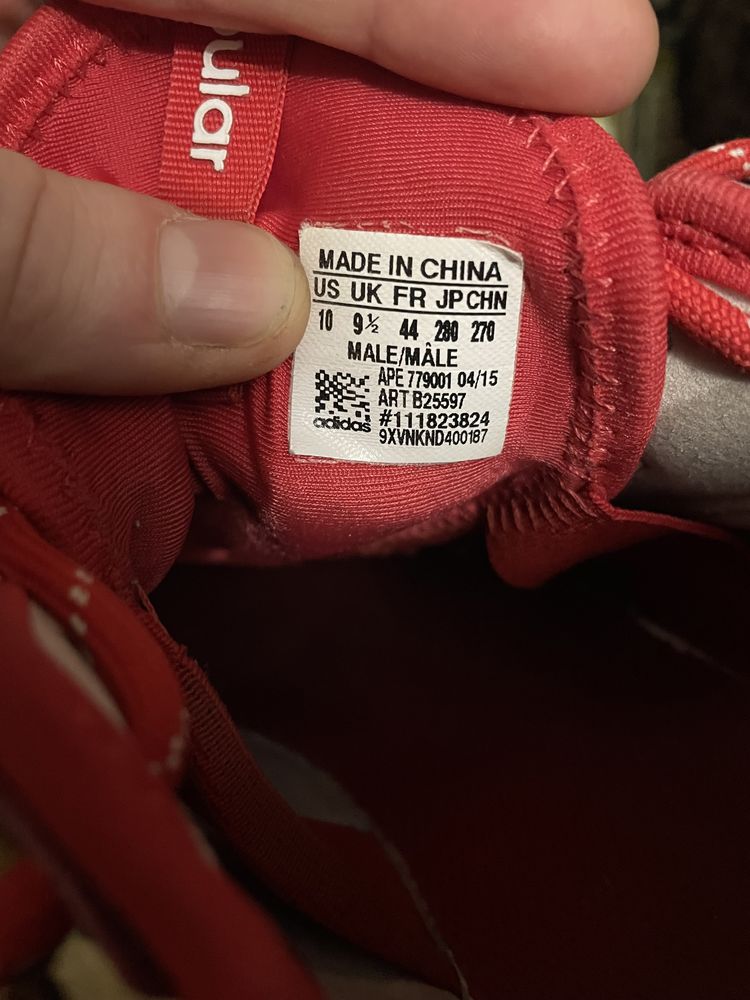 pular
MADE IN CHINA
US UK FR JP CHN
10 9½ 44 280 270
MALE/MÂLE
APE 779001 04/15
ART B25597
#111823824
adidas
9XVNKND400187